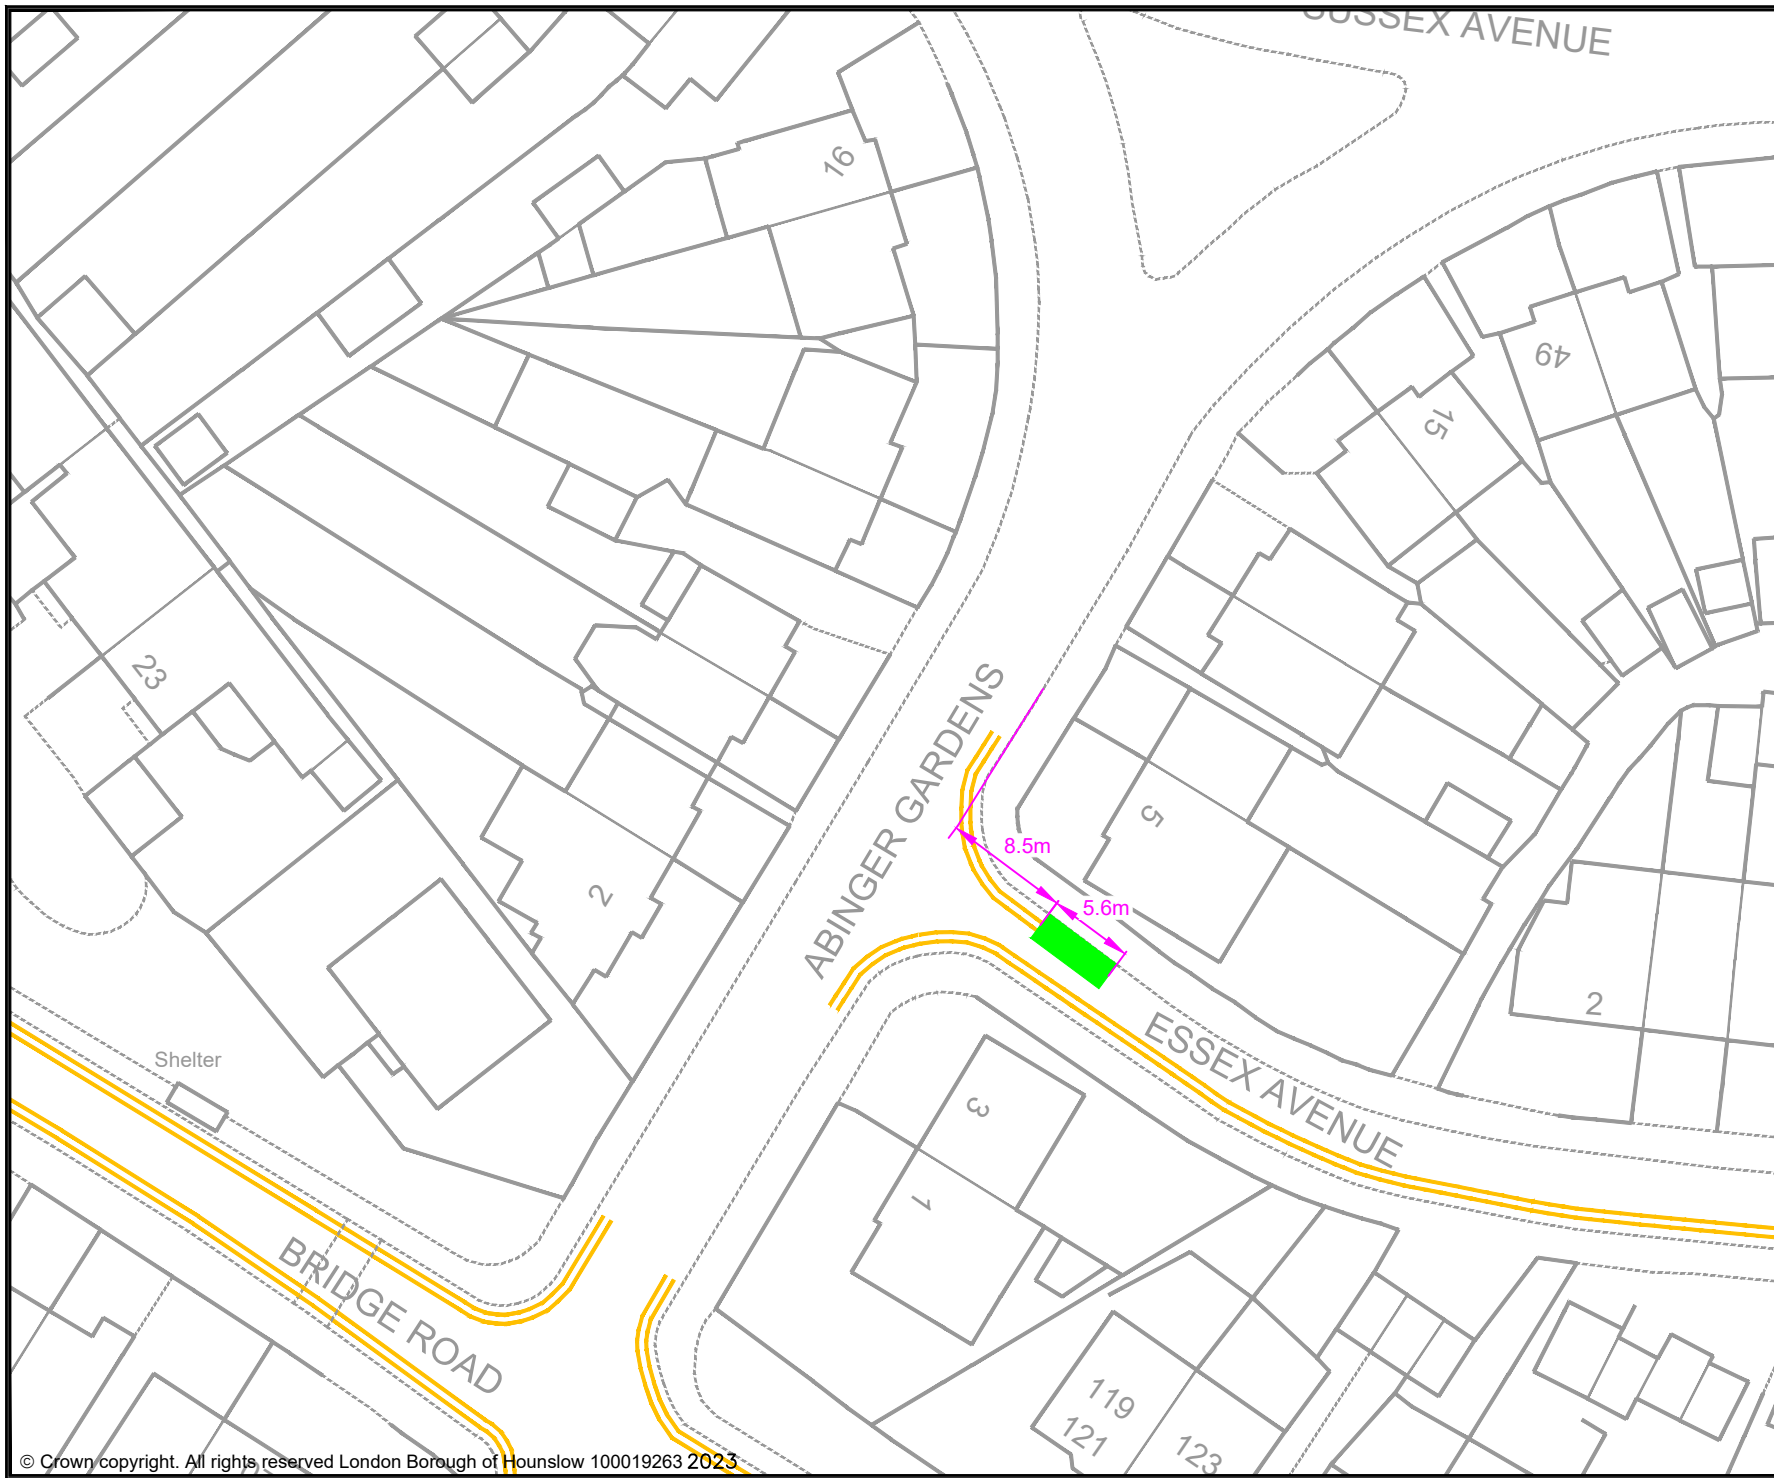 SUSSEX AVENUE
16
49
15
23
ABINGER GARDENS
5
8.5m
5.6m
2
2
ESSEX AVENUE
Shelter
3
1
BRIDGE ROAD
119
121
123
© Crown copyright. All rights reserved London Borough of Hounslow 100019263 2023